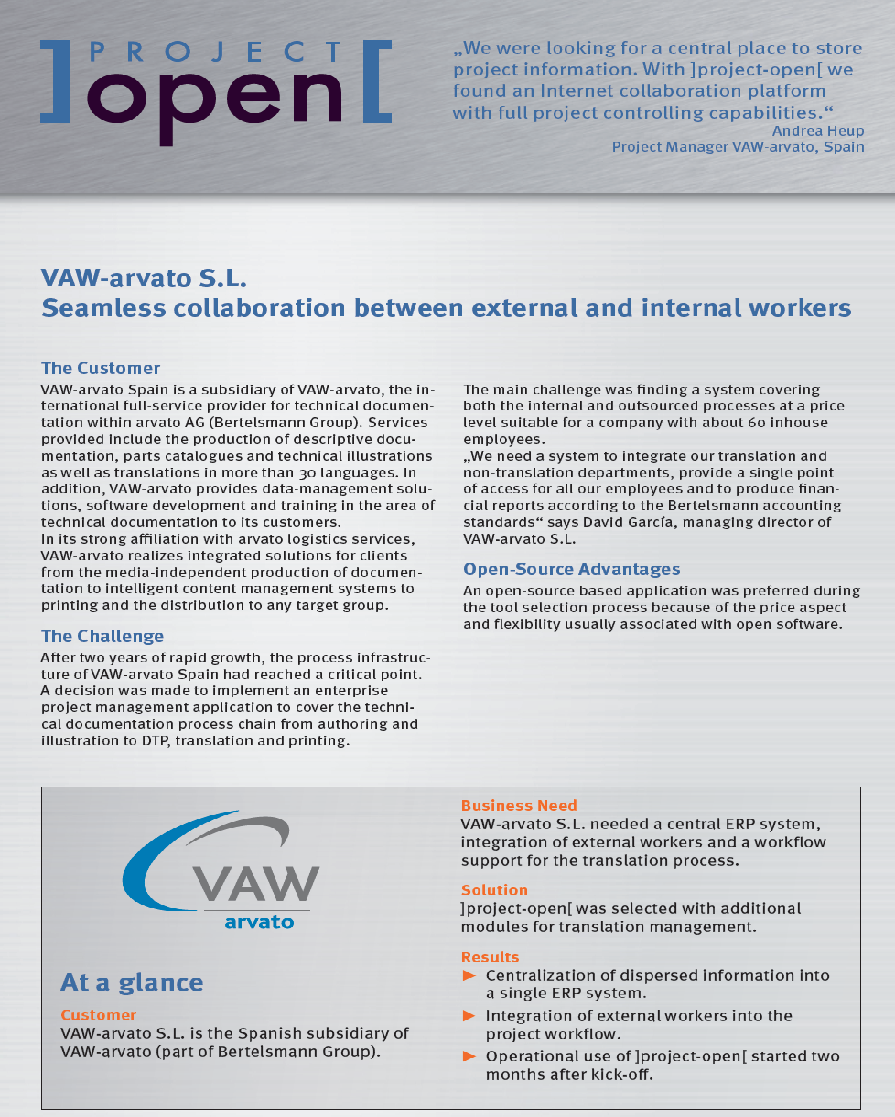 PROJECT
]open[
„We were looking for a central place to store
project information. With ]project-open[ we
found an Internet collaboration platform
with full project controlling capabilities.“
Andrea Heup
Project Manager VAW-arvato, Spain
VAW-arvato S.L.
Seamless collaboration between external and internal workers
The Customer
VAW-arvato Spain is a subsidiary of VAW-arvato, the in-
ternational full-service provider for technical documen-
tation within arvato AG (Bertelsmann Group). Services
provided include the production of descriptive docu-
mentation, parts catalogues and technical illustrations
as well as translations in more than 30 languages. In
addition, VAW-arvato provides data-management solu-
tions, software development and training in the area of
technical documentation to its customers.
In its strong affiliation with arvato logistics services,
VAW-arvato realizes integrated solutions for clients
from the media-independent production of documen-
tation to intelligent content management systems to
printing and the distribution to any target group.
The Challenge
After two years of rapid growth, the process infrastruc-
ture of VAW-arvato Spain had reached a critical point.
A decision was made to implement an enterprise
project management application to cover the techni-
cal documentation process chain from authoring and
illustration to DTP, translation and printing.
The main challenge was finding a system covering
both the internal and outsourced processes at a price
level suitable for a company with about 60 inhouse
employees.
„We need a system to integrate our translation and
non-translation departments, provide a single point
of access for all our employees and to produce finan-
cial reports according to the Bertelsmann accounting
standards“ says David García, managing director of
VAW-arvato S.L.
Open-Source Advantages
An open-source based application was preferred during
the tool selection process because of the price aspect
and flexibility usually associated with open software.
VAW
arvato
At a glance
Customer
VAW-arvato S.L. is the Spanish subsidiary of
VAW-arvato (part of Bertelsmann Group).
Business Need
VAW-arvato S.L. needed a central ERP system,
integration of external workers and a workflow
support for the translation process.
Solution
]project-open[ was selected with additional
modules for translation management.
Results
► Centralization of dispersed information into
a single ERP system.
► Integration of external workers into the
project workflow.
► Operational use of ]project-open[ started two
months after kick-off.